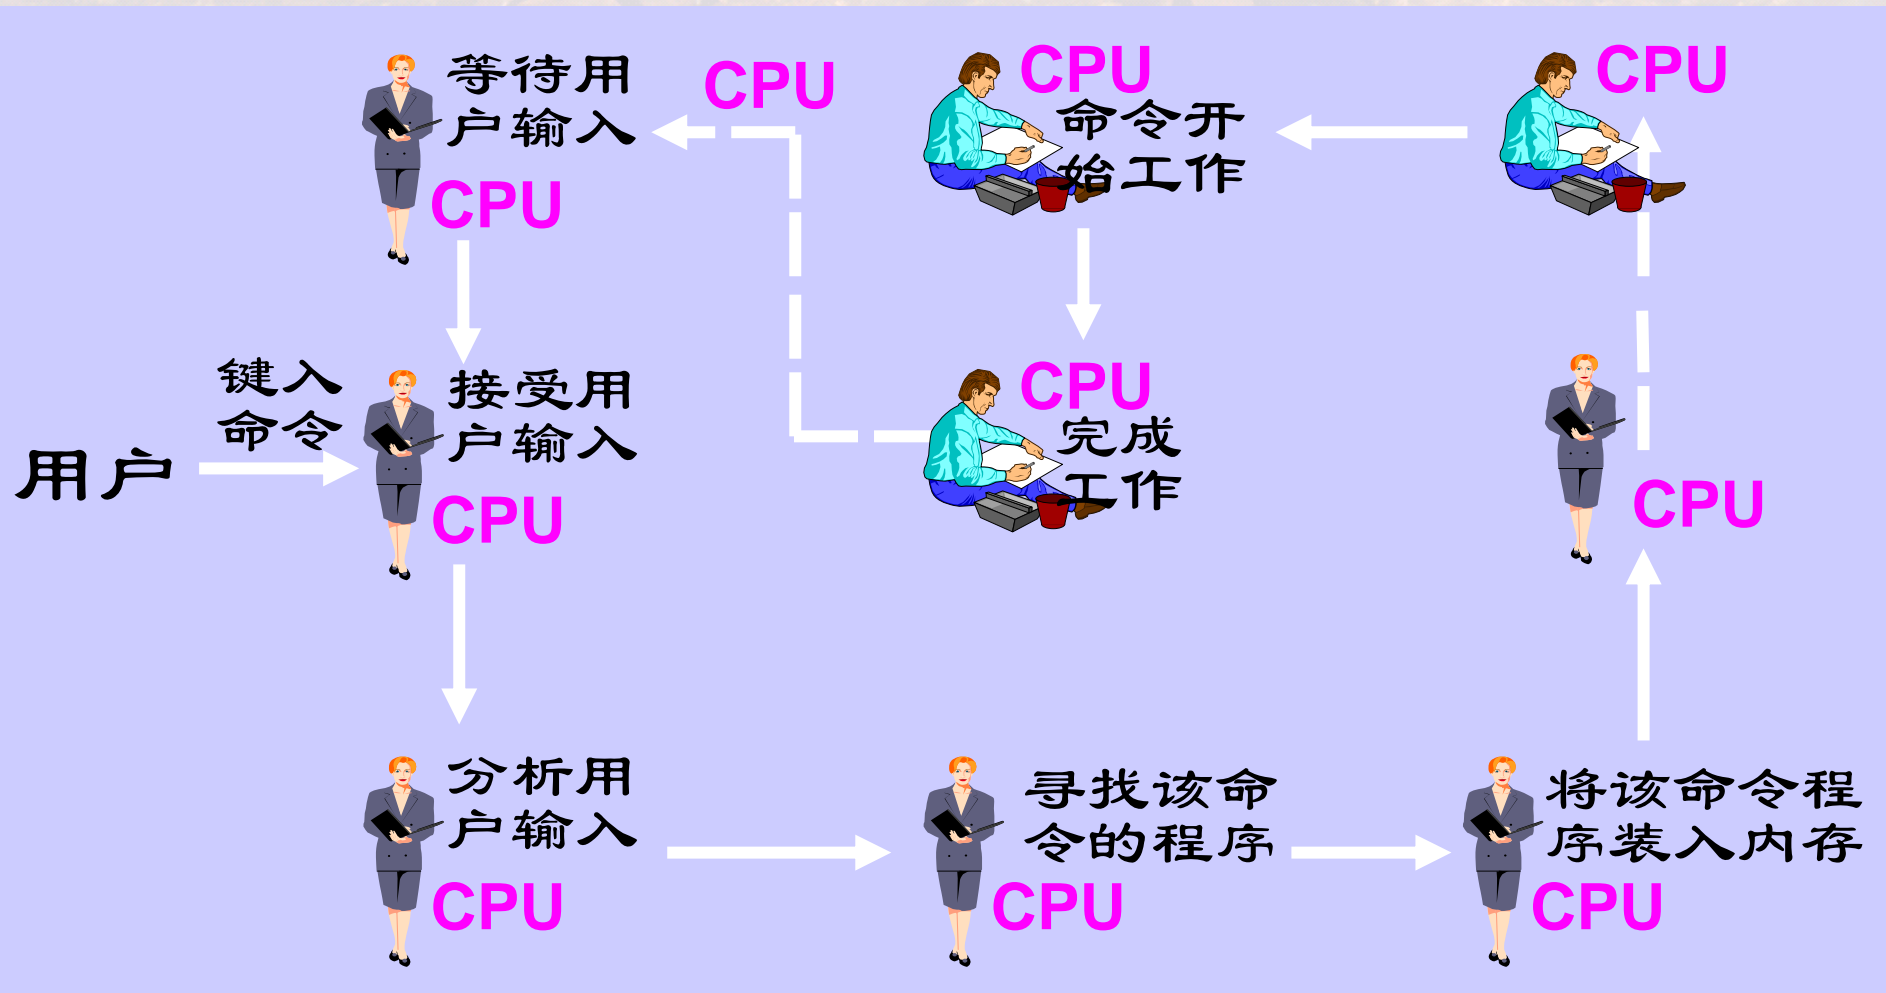 等待用
户输入
CPU
CPU
CPU
命令开
始工作
CPU
键入
命令
用户
接受用
户输入
CPU
CPU
完成
工作
CPU
分析用
户输入
CPU
寻找该命
令的程序
CPU
将该命令程
序装入内存
CPU